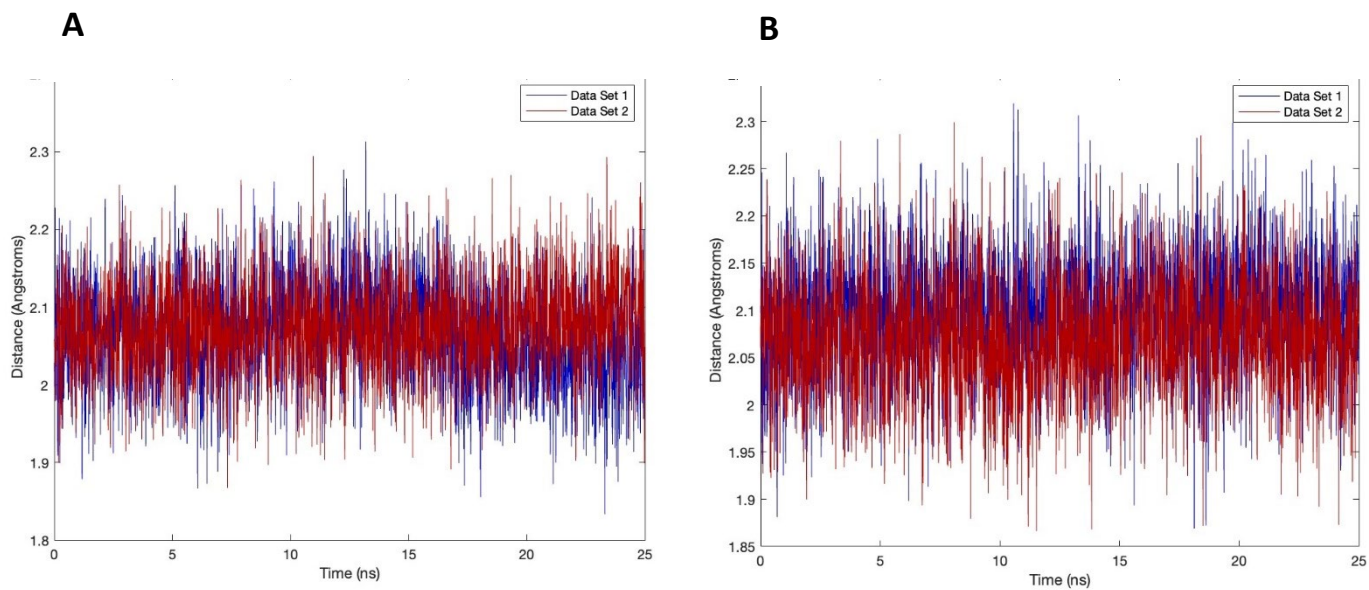 A
B
Data Set 1
Data Set 2
2.3
2.2
2.1
2
1.9
1.8
0
5
10
15
20
25
Distance (Angstroms)
Time (ns)
Data Set 1
Data Set 2
2.3
2.25
2.2
2.15
2.1
2.05
2
1.95
1.9
1.85
0
5
10
15
20
25
Distance (Angstroms)
Time (ns)